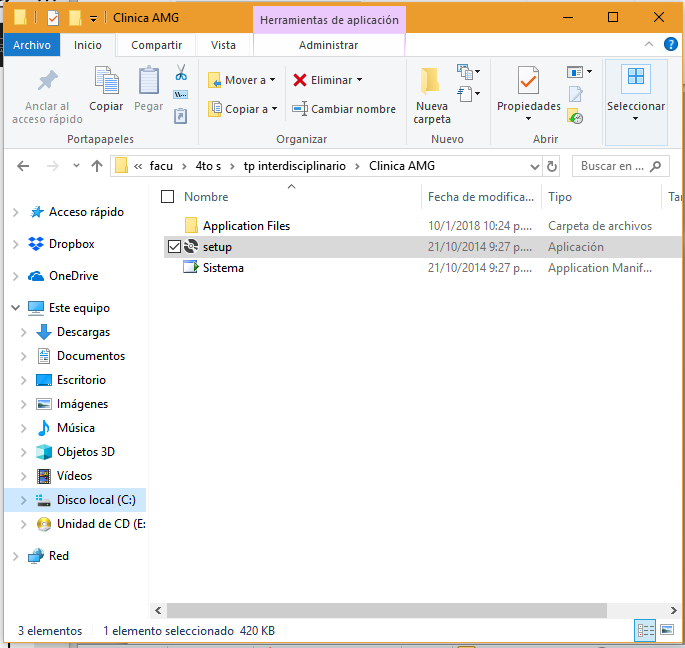 Clinica AMG
Herramientas de aplicación
Archivo
Inicio
Compartir
Vista
Administrar
Anclar al
acceso rápido
Copiar
Pegar
Mover a
Copiar a
Eliminar
Cambiar nombre
Nueva
carpeta
Propiedades
Seleccionar
Portapapeles
Organizar
Nuevo
Abrir
« facu > 4to s > tp interdisciplinario > Clinica AMG
Buscar en ...
Nombre
Fecha de modifica...
Tipo
Tar
Application Files
10/1/2018 10:24 p....
Carpeta de archivos
setup
21/10/2014 9:27 p....
Aplicación
Sistema
21/10/2014 9:27 p....
Application Manif...
Acceso rápido
Dropbox
OneDrive
Este equipo
Descargas
Documentos
Escritorio
Imágenes
Música
Objetos 3D
Vídeos
Disco local (C:)
Unidad de CD (E:
Red
3 elementos
1 elemento seleccionado 420 KB